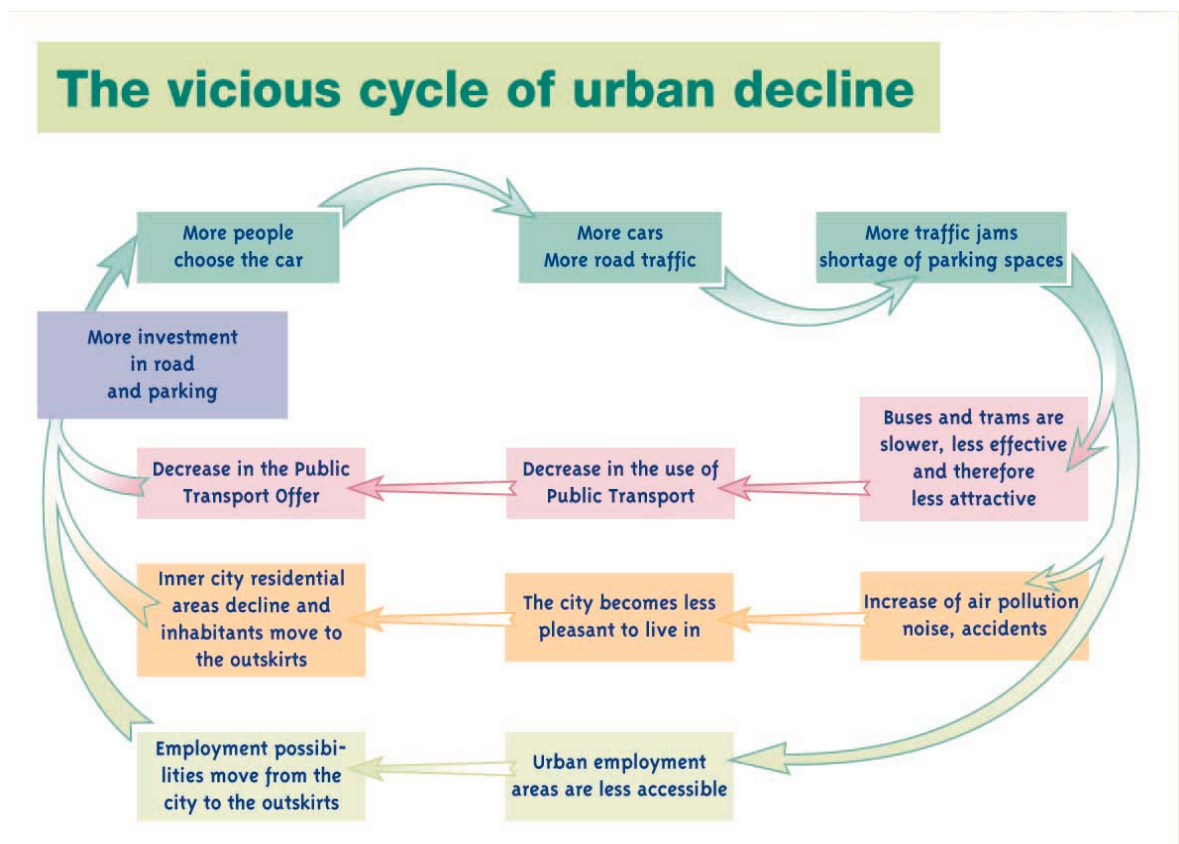 The vicious cycle of urban decline
More people
choose the car
More cars
More road traffic
More traffic jams
shortage of parking spaces
More investment
in road
and parking
Buses and trams are
slower, less effective
and therefore
less attractive
Decrease in the use of
Public Transport
Decrease in the Public
Transport Offer
Increase of air pollution
noise, accidents
The city becomes less
pleasant to live in
Inner city residential
areas decline and
inhabitants move to
the outskirts
Urban employment
areas are less accessible
Employment possibi-
lities move from the
city to the outskirts